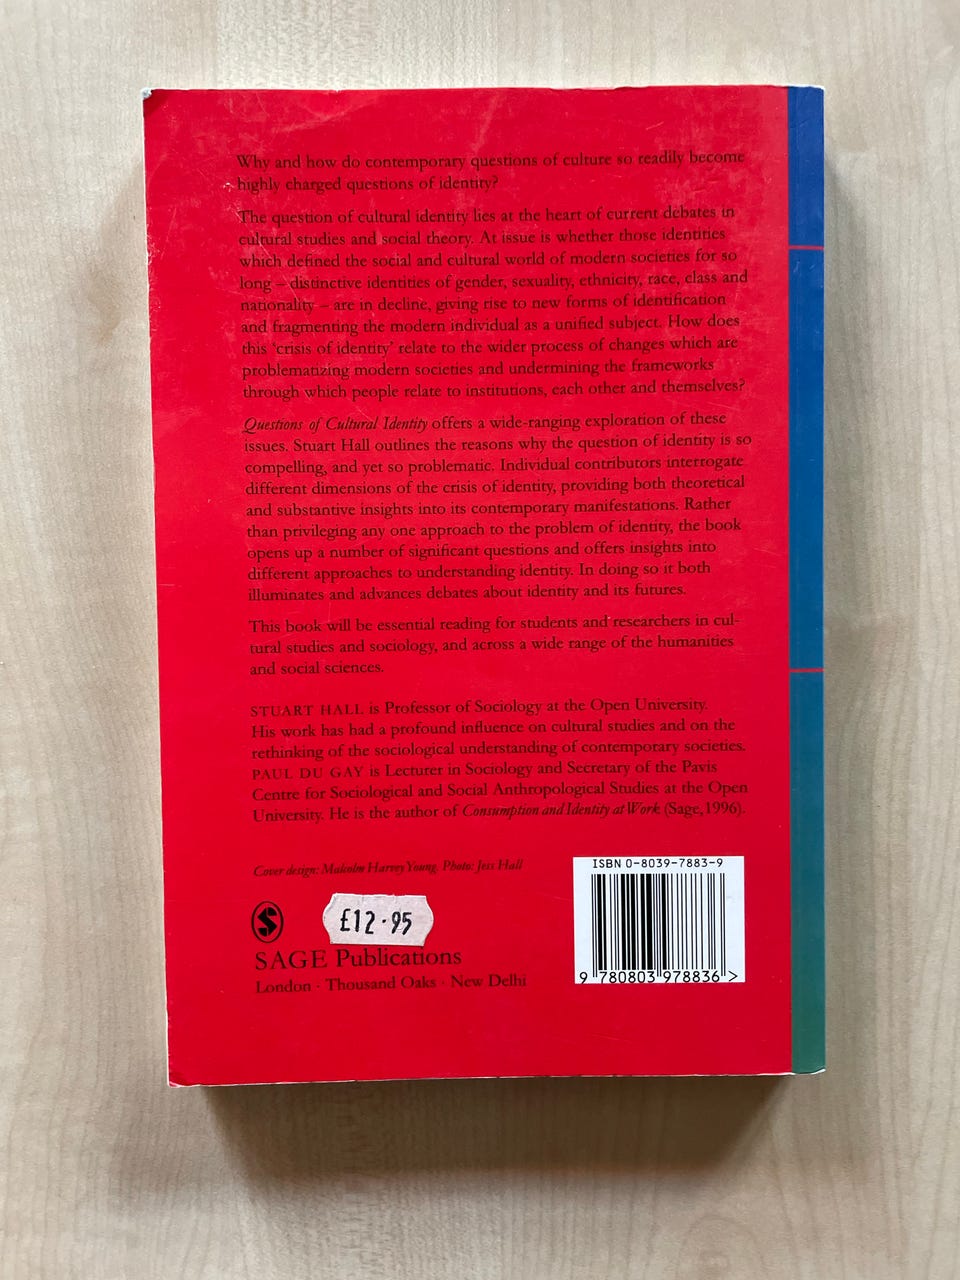 Why and how do contemporary questions of culture so readily become
highly charged questions of identity?
The question of cultural identity lies at the heart of current debates in
cultural studies and social theory. At issue is whether those identities
which defined the social and cultural world of modern societies for so
long – distinctive identities of gender, sexuality, ethnicity, race, class and
nationality – are in decline, giving rise to new forms of identification
and fragmenting the modern individual as a unified subject. How does
this ‘crisis of identity’ relate to the wider process of changes which are
problematizing modern societies and undermining the frameworks
through which people relate to institutions, each other and themselves?
Questions of Cultural Identity offers a wide-ranging exploration of these
issues. Stuart Hall outlines the reasons why the question of identity is so
compelling, and yet so problematic. Individual contributors interrogate
different dimensions of the crisis of identity, providing both theoretical
and substantive insights into its contemporary manifestations. Rather
than privileging any one approach to the problem of identity, the book
opens up a number of significant questions and offers insights into
different approaches to understanding identity. In doing so it both
illuminates and advances debates about identity and its futures.
This book will be essential reading for students and researchers in cul-
tural studies and sociology, and across a wide range of the humanities
and social sciences.
STUART HALL is Professor of Sociology at the Open University.
His work has had a profound influence on cultural studies and on the
rethinking of the sociological understanding of contemporary societies.
PAUL DU GAY is Lecturer in Sociology and Secretary of the Pavis
Centre for Sociological and Social Anthropological Studies at the Open
University. He is the author of Consumption and Identity at Work (Sage, 1996).
Cover design: Malcolm Harvey Young. Photo: Jess Hall
S
£12·95
SAGE Publications
London · Thousand Oaks · New Delhi
ISBN 0-8039-7883-9
9 780803 978836 >